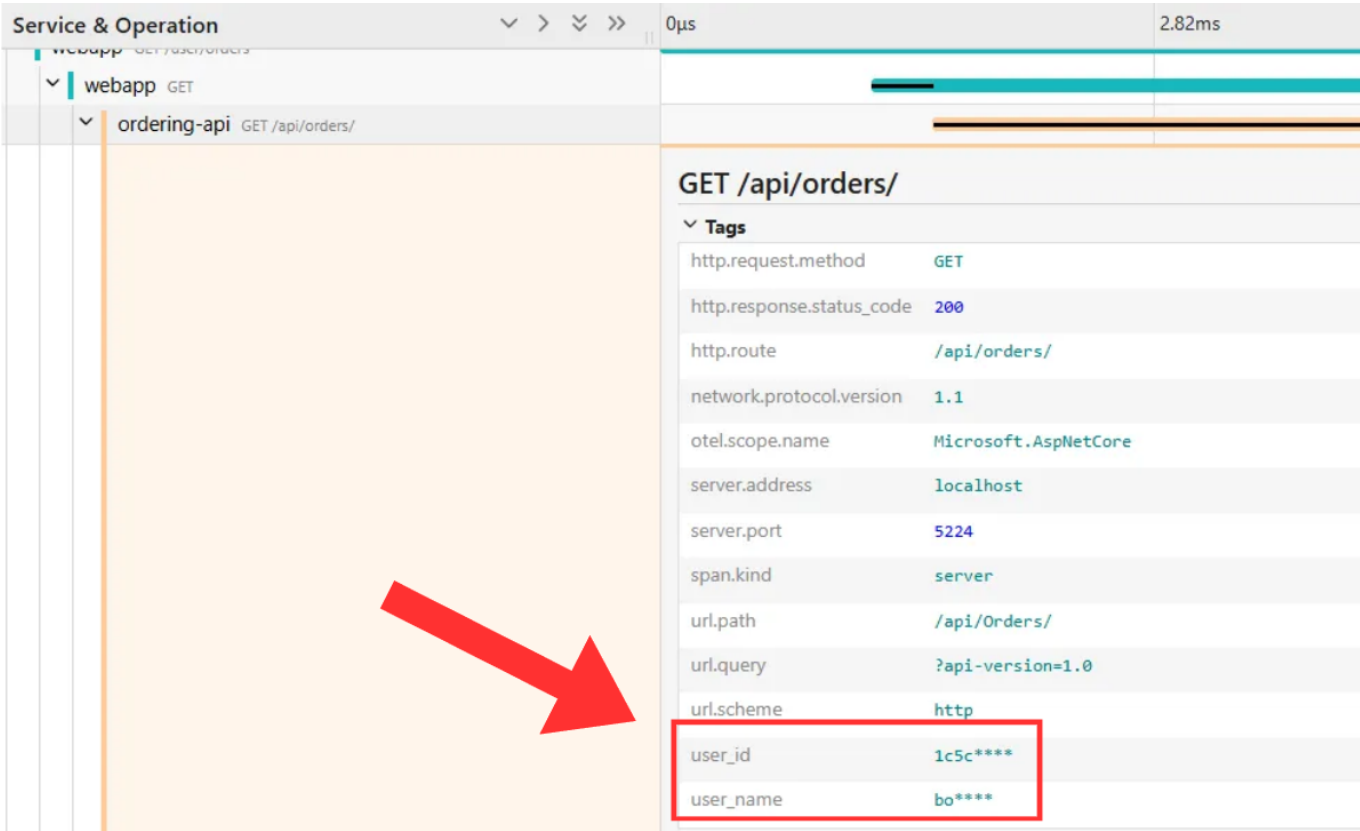 Service & Operation 0µs 2.82ms
webapp GET /user/orders
webapp GET
ordering-api GET /api/orders/
GET /api/orders/
Tags
http.request.method GET
http.response.status_code 200
http.route /api/orders/
network.protocol.version 1.1
otel.scope.name Microsoft.AspNetCore
server.address localhost
server.port 5224
span.kind server
url.path /api/Orders/
url.query ?api-version=1.0
url.scheme http
user_id 1c5c****
user_name bo****